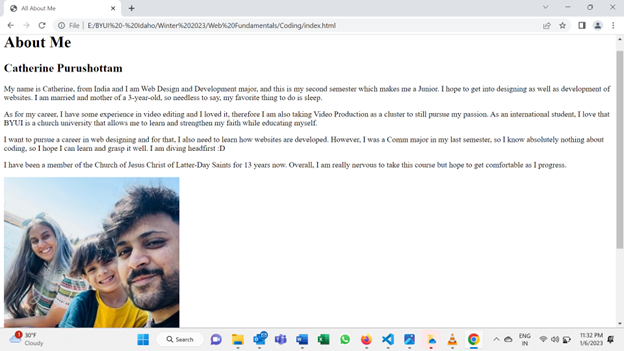 All About Me
File
E:/BYUI%20-%20Idaho/Winter%202023/Web%20Fundamentals/Coding/index.html
About Me
Catherine Purushottam
My name is Catherine, from India and I am Web Design and Development major, and this is my second semester which makes me a Junior. I hope to get into designing as well as development of
websites. I am married and mother of a 3-year-old, so needless to say, my favorite thing to do is sleep.
As for my career, I have some experience in video editing and I loved it, therefore I am also taking Video Production as a cluster to still pursue my passion. As an international student, I love that
BYUI is a church university that allows me to learn and strengthen my faith while educating myself.
I want to pursue a career in web designing and for that, I also need to learn how websites are developed. However, I was a Comm major in my last semester, so I know absolutely nothing about
coding, so I hope I can learn and grasp it well. I am diving headfirst :D
I have been a member of the Church of Jesus Christ of Latter-Day Saints for 13 years now. Overall, I am really nervous to take this course but hope to get comfortable as I progress.
1
30°F
Cloudy
Search
ENG
IN
11:32 PM
1/6/2023